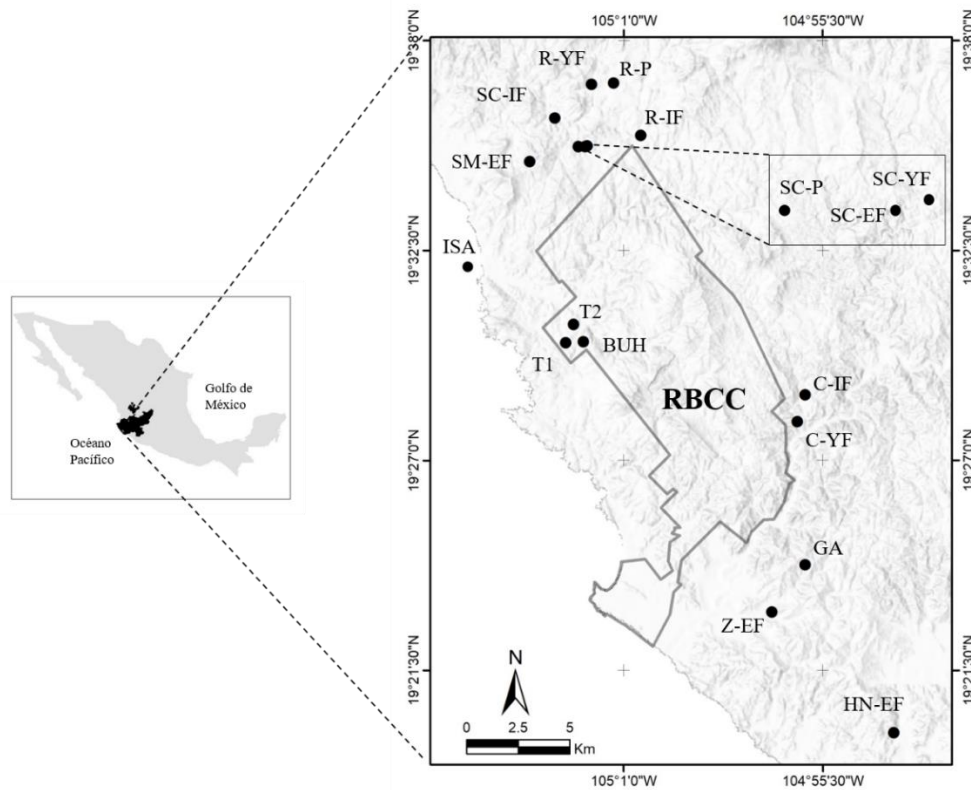 105°1'0"W
104°55'30"W
19°38'0"N
19°38'0"N
R-YF
R-P
SC-IF
R-IF
SM-EF
SC-P
SC-YF
SC-EF
19°32'30"N
19°32'30"N
ISA
T2
T1
BUH
Golfo de
México
Océano
Pacífico
RBCC
C-IF
C-YF
19°27'0"N
19°27'0"N
GA
Z-EF
N
19°21'30"N
19°21'30"N
HN-EF
0 2.5 5
Km
105°1'0"W
104°55'30"W